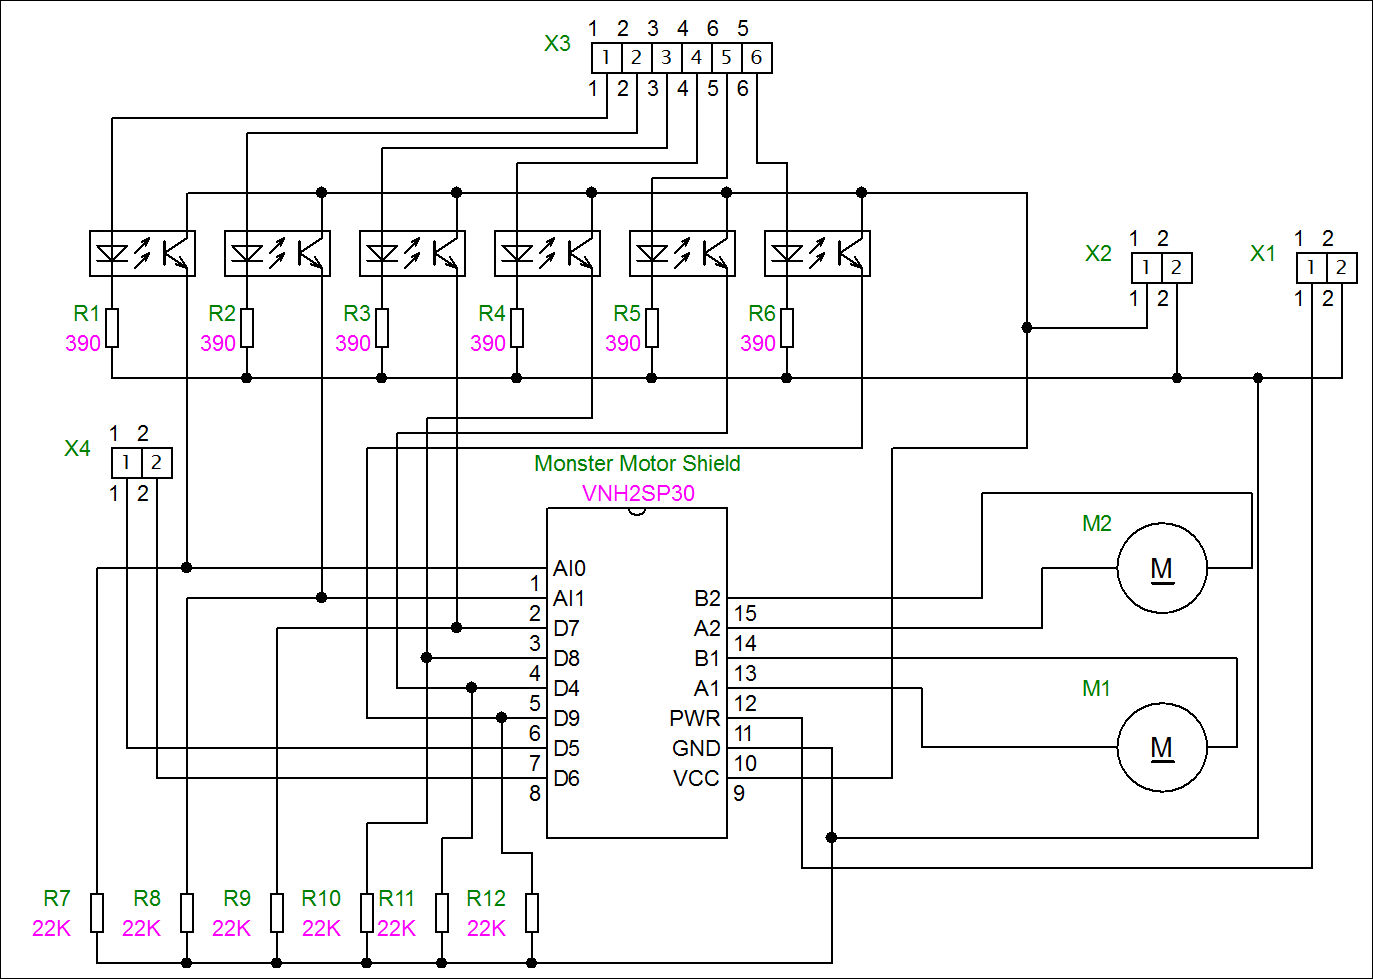 1 2 3 4 6 5
X3
1 2 3 4 5 6
1 2 3 4 5 6
X2
1 2
1 2
1 2
X1
1 2
1 2
1 2
R1
390
R2
390
R3
390
R4
390
R5
390
R6
390
X4
1 2
1 2
1 2
Monster Motor Shield
VNH2SP30
AI0
1
AI1
2
D7
3
D8
4
D4
5
D9
6
D5
7
D6
8
B2
15
A2
14
B1
13
A1
12
PWR
11
GND
10
VCC
9
M2
M
M1
M
R7
22K
R8
22K
R9
22K
R10
22K
R11
22K
R12
22K